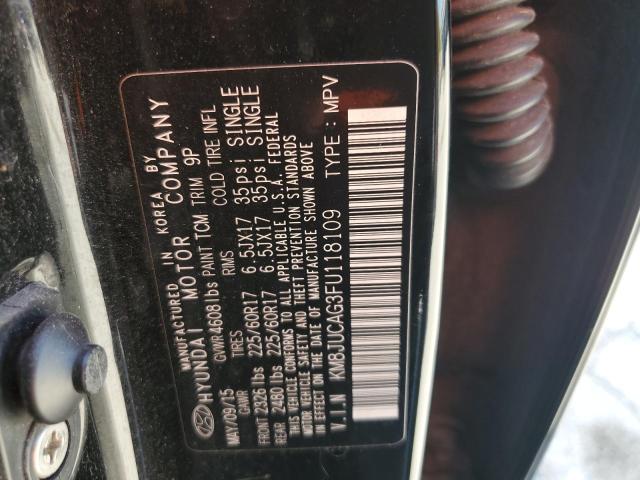 MANUFACTURED IN KOREA BY
HYUNDAI MOTOR COMPANY
MAY/09/15 GVWR 4608 lbs PAINT TCM TRIM 9P
GAWR TIRES RMS COLD TIRE INFL
FRONT 2326 lbs 225/60R17 6.5JX17 35psi SINGLE
REAR 2480 lbs 225/60R17 6.5JX17 35psi SINGLE
THIS VEHICLE CONFORMS TO ALL APPLICABLE U.S.A. FEDERAL
MOTOR VEHICLE SAFETY & THEFT PREVENTION STANDARDS
IN EFFECT ON THE DATE OF MANUFACTURE SHOWN ABOVE
V.I.N KM8JUCAG3FU118109 TYPE : MPV